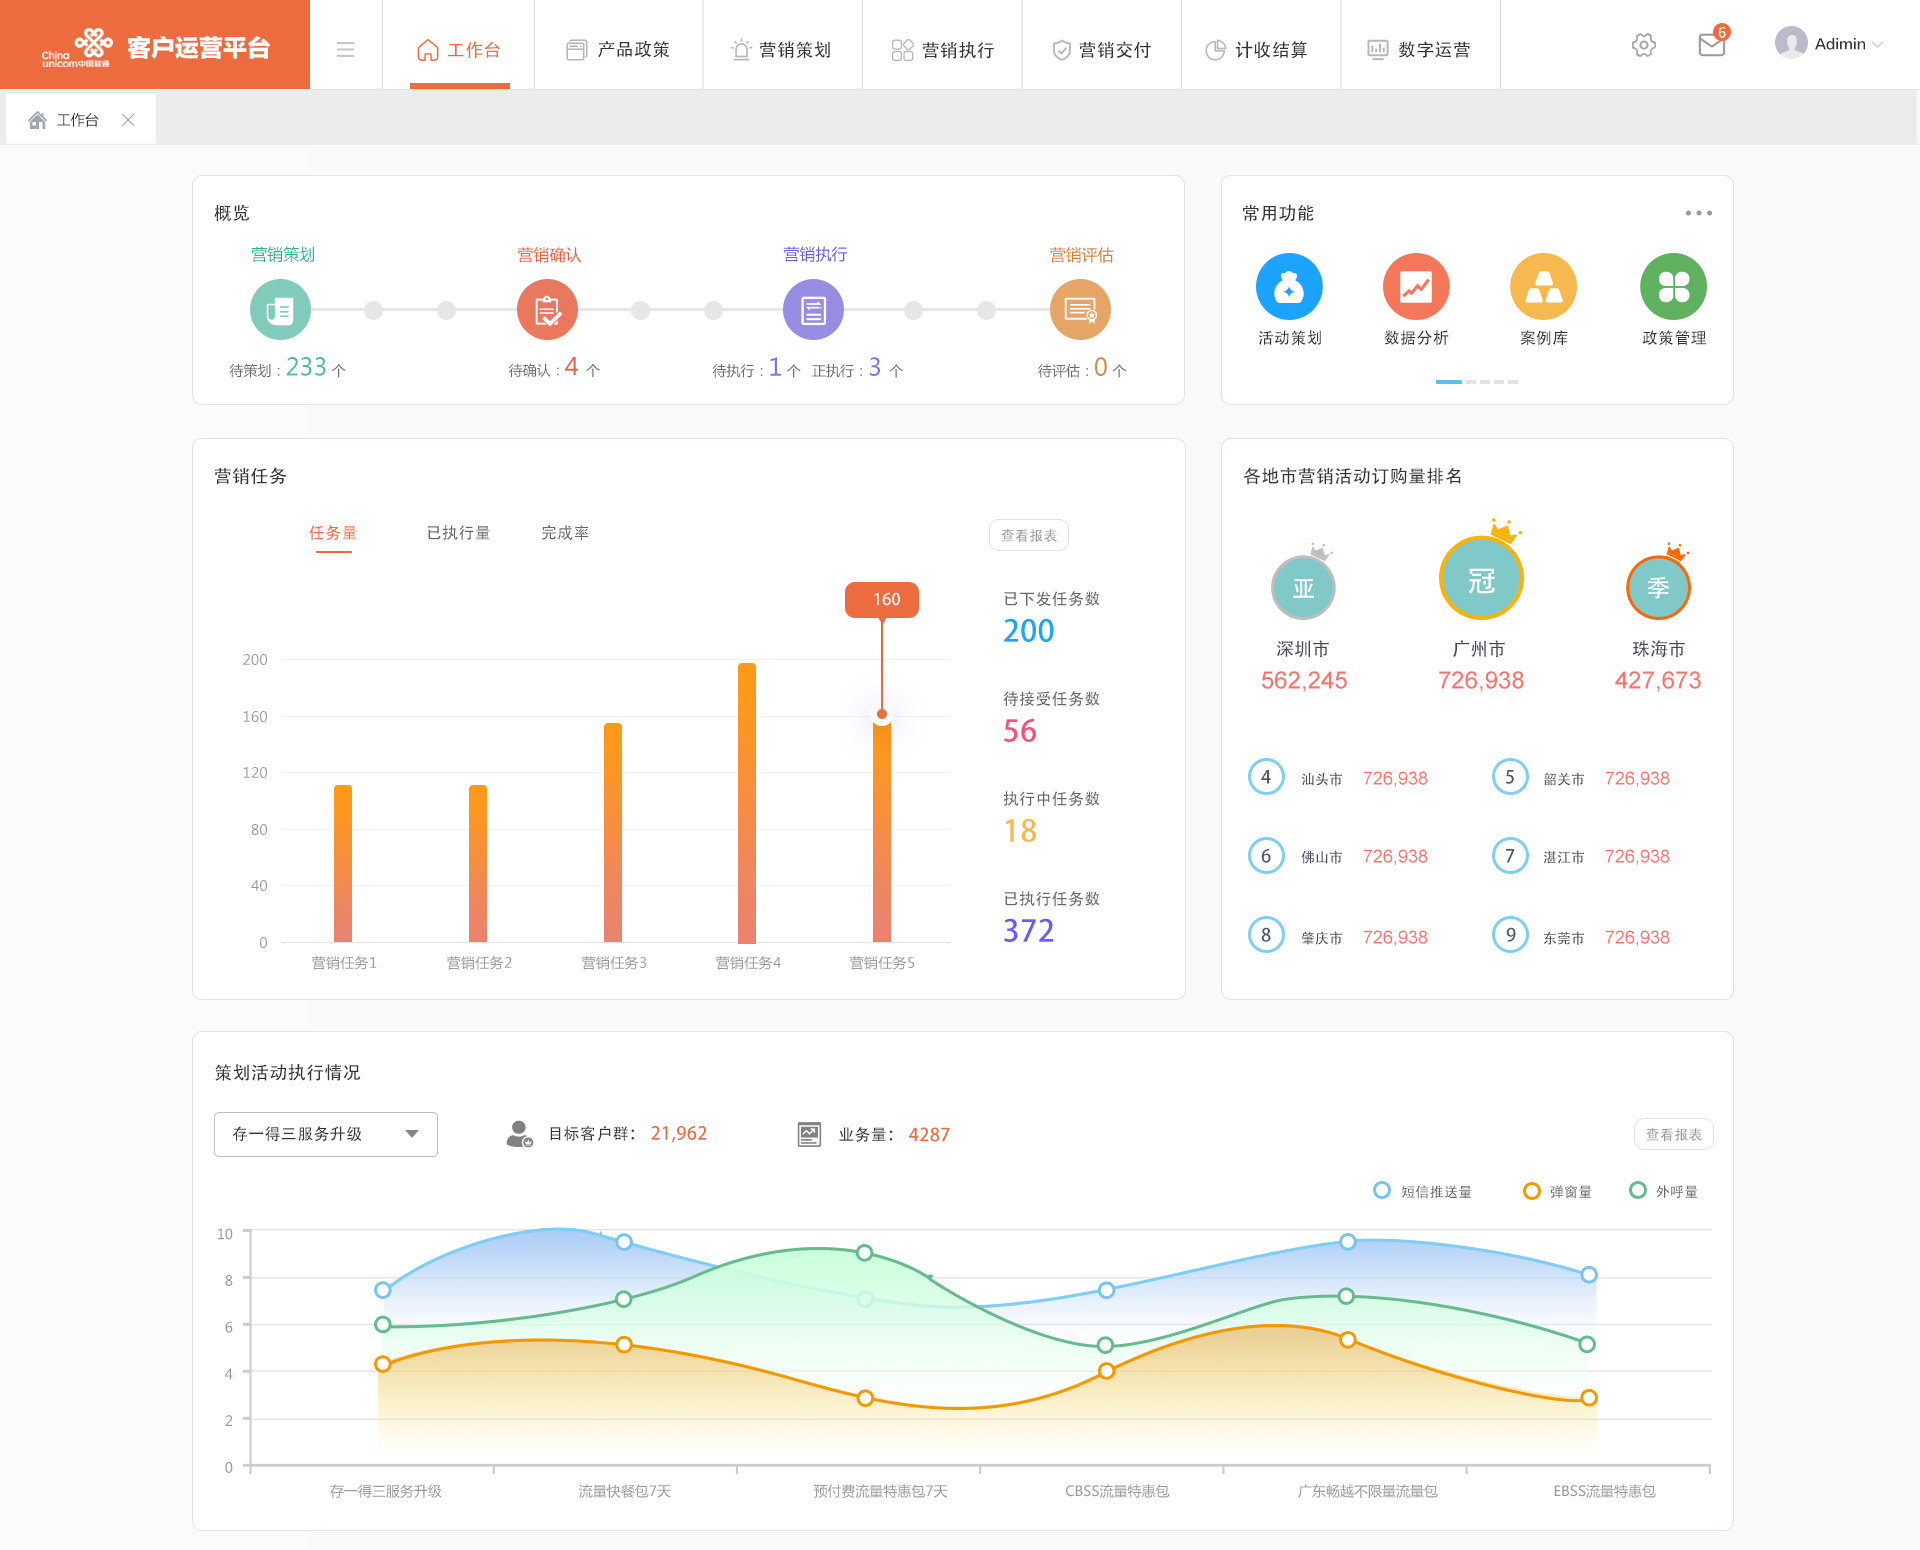 China
unicom中国联通
客户运营平台
工作台
产品政策
营销策划
营销执行
营销交付
计收结算
数字运营
6
Adimin
工作台
概览
营销策划
营销确认
营销执行
营销评估
待策划：233 个
待确认：4 个
待执行：1 个 正执行：3 个
待评估：0 个
常用功能
活动策划
数据分析
案例库
政策管理
营销任务
任务量
已执行量
完成率
查看报表
160
200
160
120
80
40
0
营销任务1
营销任务2
营销任务3
营销任务4
营销任务5
已下发任务数
200
待接受任务数
56
执行中任务数
18
已执行任务数
372
各地市营销活动订购量排名
亚
冠
季
深圳市
广州市
珠海市
562,245
726,938
427,673
4 汕头市 726,938
5 韶关市 726,938
6 佛山市 726,938
7 湛江市 726,938
8 肇庆市 726,938
9 东莞市 726,938
策划活动执行情况
存一得三服务升级
目标客户群： 21,962
业务量： 4287
查看报表
短信推送量
弹窗量
外呼量
10
8
6
4
2
0
存一得三服务升级
流量快餐包7天
预付费流量特惠包7天
CBSS流量特惠包
广东畅越不限量流量包
EBSS流量特惠包